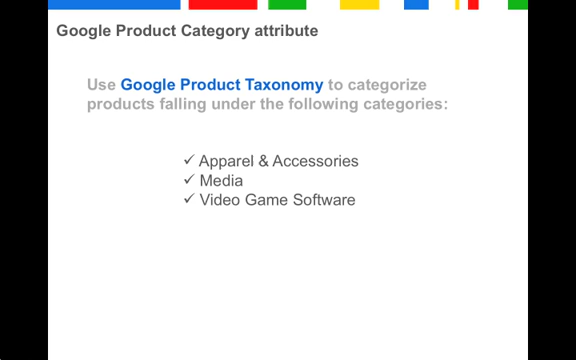 Google Product Category attribute
Use Google Product Taxonomy to categorize
products falling under the following categories:
✓ Apparel & Accessories
✓ Media
✓ Video Game Software